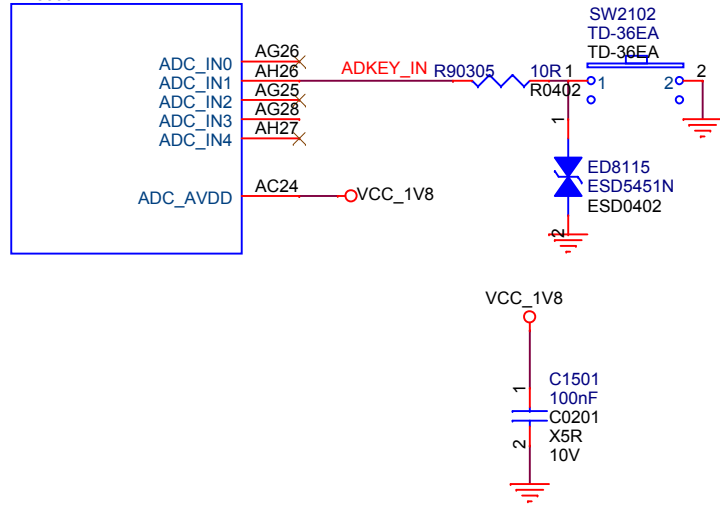 SW2102
TD-36EA
TD-36EA
ADC_IN0 AG26
ADC_IN1 AH26 ADKEY_IN R90305 10R 1 1 2 2
R0402
ADC_IN2 AG25
ADC_IN3 AG28
ADC_IN4 AH27
1
ED8115
ESD5451N
ESD0402
2
ADC_AVDD AC24 VCC_1V8
VCC_1V8
1
C1501
100nF
C0201
X5R
10V
2